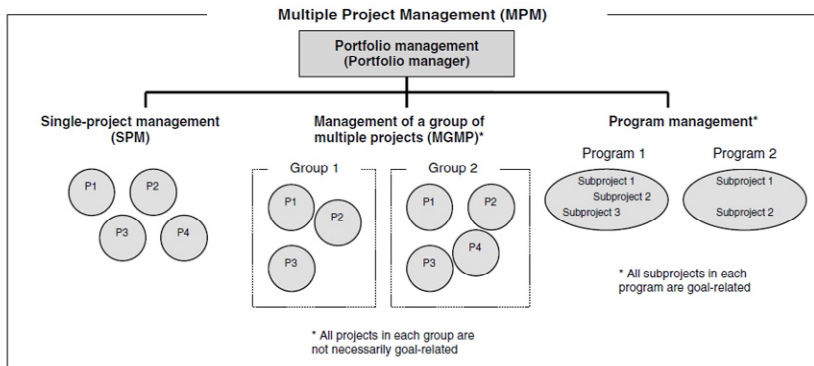 Multiple Project Management (MPM)
Portfolio management
(Portfolio manager)
Single-project management
(SPM)
P1
P2
P3
P4
Management of a group of
multiple projects (MGMP)*
Group 1
P1
P2
P3
Group 2
P1
P2
P4
P3
* All projects in each group are
not necessarily goal-related
Program management*
Program 1
Subproject 1
Subproject 2
Subproject 3
Program 2
Subproject 1
Subproject 2
* All subprojects in each
program are goal-related